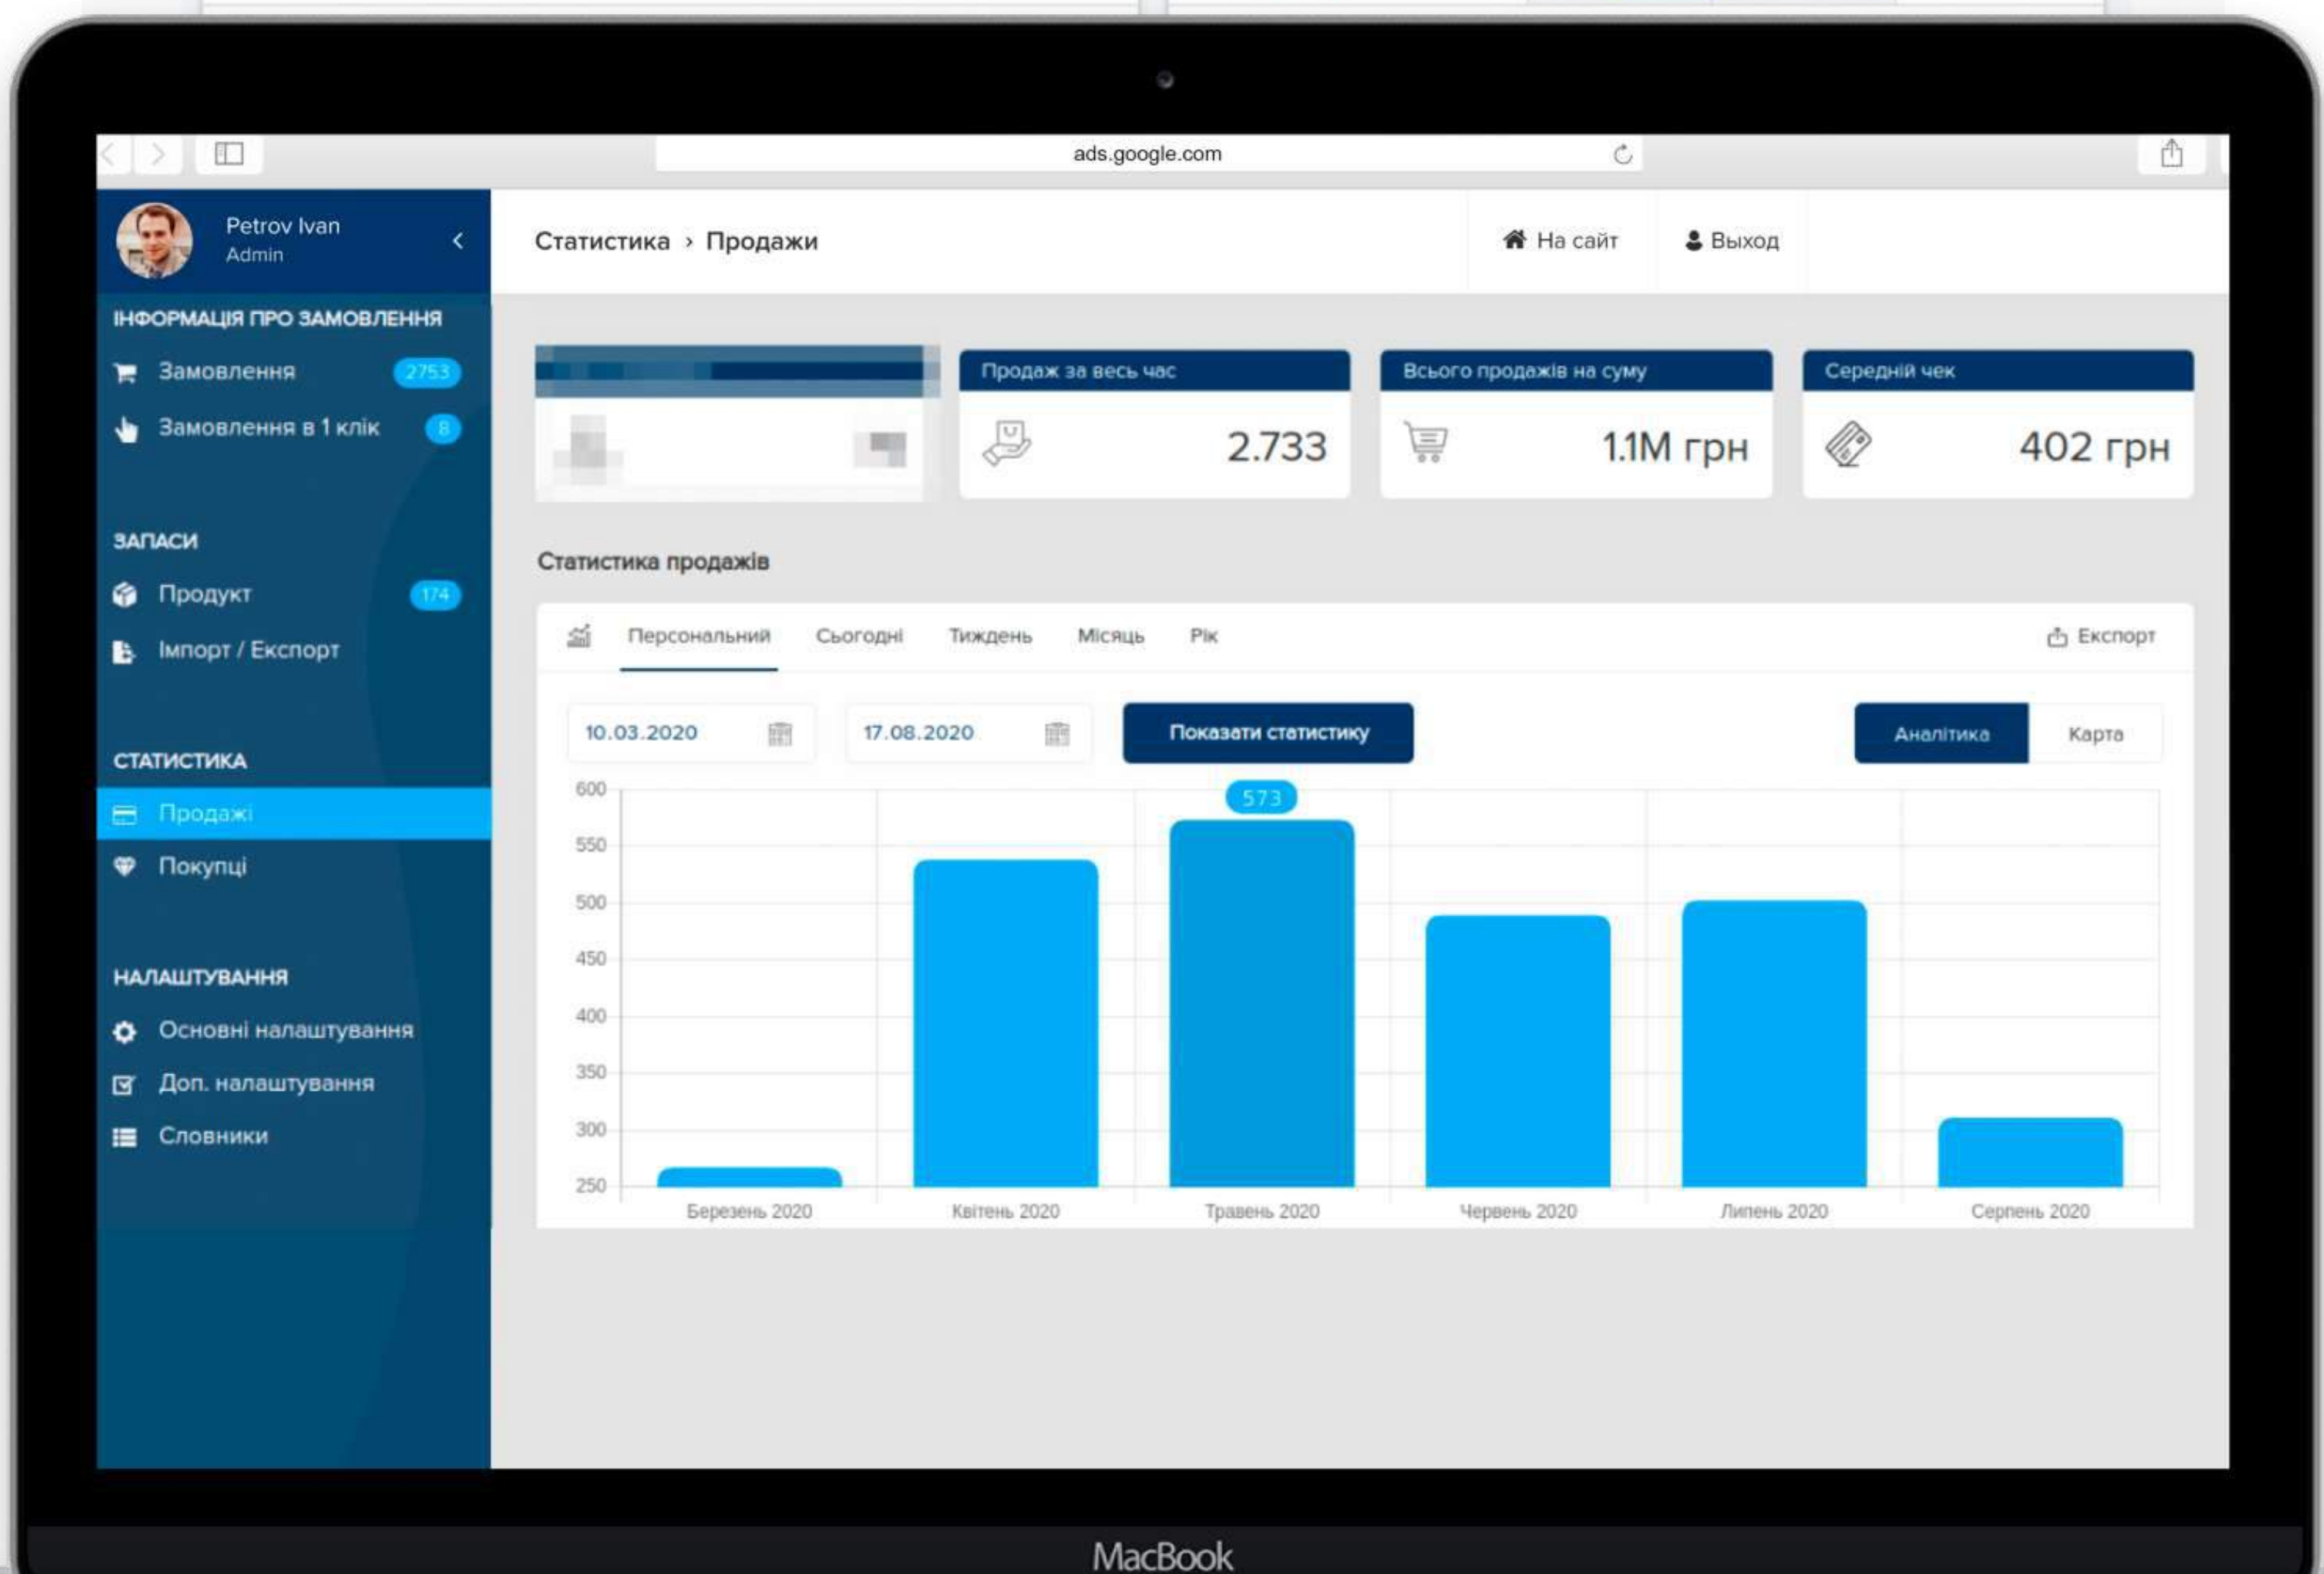 ads.google.com
Petrov Ivan
Admin
Статистика › Продажи
На сайт
Выход
ІНФОРМАЦІЯ ПРО ЗАМОВЛЕННЯ
Замовлення 2753
Замовлення в 1 клік 8
ЗАПАСИ
Продукт 174
Імпорт / Експорт
СТАТИСТИКА
Продажі
Покупці
НАЛАШТУВАННЯ
Основні налаштування
Доп. налаштування
Словники
Продаж за весь час
2.733
Всього продажів на суму
1.1М грн
Середній чек
402 грн
Статистика продажів
Персональний Сьогодні Тиждень Місяць Рік Експорт
10.03.2020 17.08.2020 Показати статистику Аналітика Карта
600
573
550
500
450
400
350
300
250
Березень 2020 Квітень 2020 Травень 2020 Червень 2020 Липень 2020 Серпень 2020
MacBook